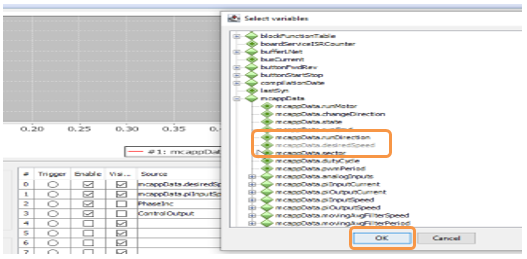 Select variables
blockFunctionTable
boardServiceISRCounter
bufferLNet
busCurrent
buttonFwdRev
buttonStartStop
compilationDate
lastSyn
mcappData
mcappData.runMotor
mcappData.changeDirection
mcappData.state
mcappData.runDirection
mcappData.desiredSpeed
mcappData.sector
mcappData.dutyCycle
mcappData.pwmPeriod
mcappData.analogInputs
mcappData.piInputCurrent
mcappData.piOutputCurrent
mcappData.piInputSpeed
mcappData.piOutputSpeed
mcappData.movingAvgFilterSpeed
mcappData.movingAvgFilterPeriod
OK Cancel
0,20 0,25 0,30 0,35 0,
#1: mcappDat
# Trigger Enable Visi... Source
0 mcappData.desiredSp
1 mcappData.piInputSp
2 PhaseInc
3 ControlOutput
4
5
6
7